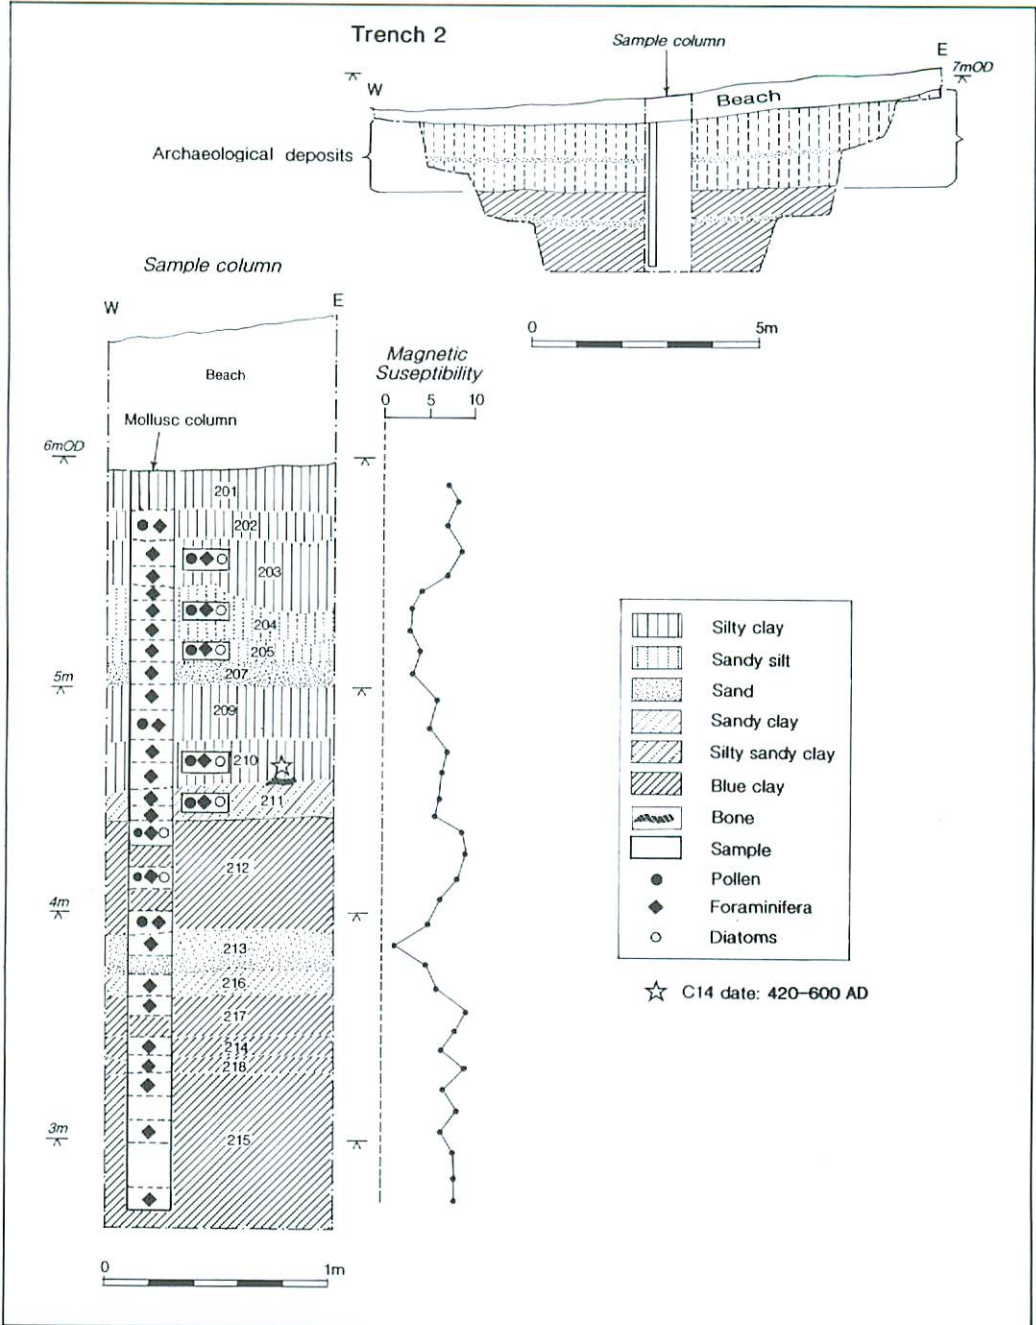 Trench 2
Sample column
W
E
7mOD
Beach
Archaeological deposits
0
5m
Sample column
W
E
Beach
Mollusc column
Magnetic
Suseptibility
0
5
10
6mOD
201
202
203
204
205
207
5m
209
210
211
212
4m
213
216
217
214
218
3m
215
0
1m
Silty clay
Sandy silt
Sand
Sandy clay
Silty sandy clay
Blue clay
Bone
Sample
Pollen
Foraminifera
Diatoms
C14 date: 420–600 AD